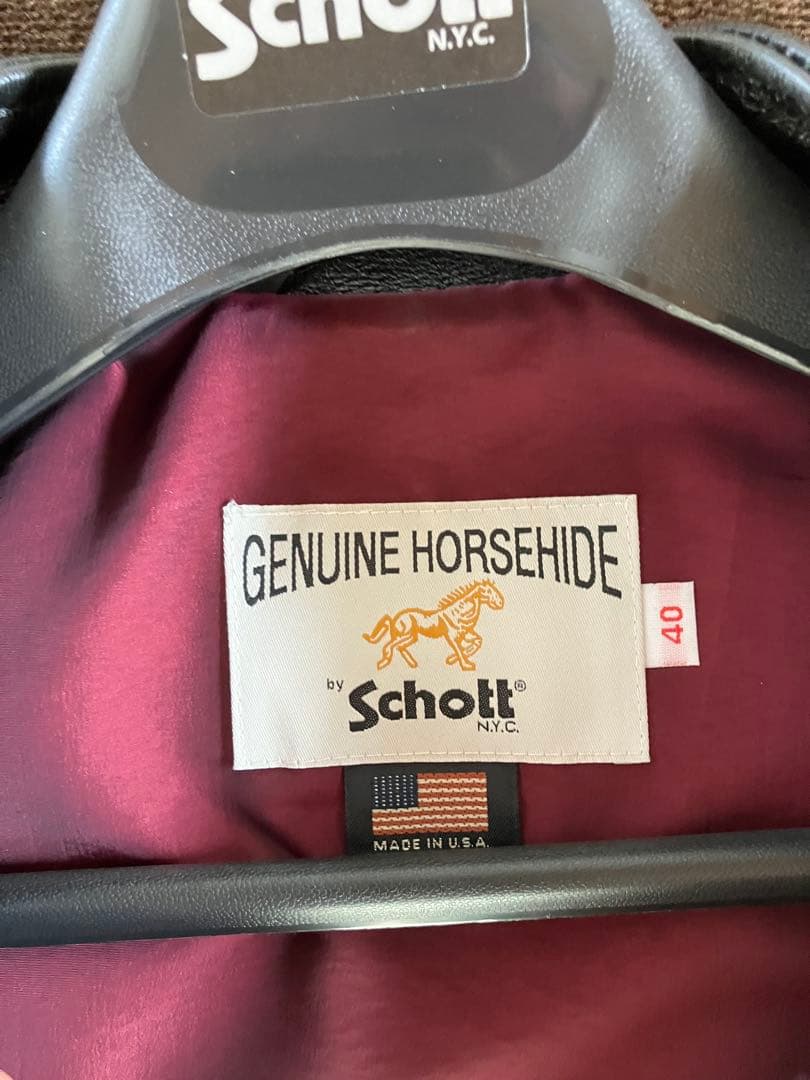 Schott
N.Y.C.
GENUINE HORSEHIDE
40
by Schott®
N.Y.C.
MADE IN U.S.A.